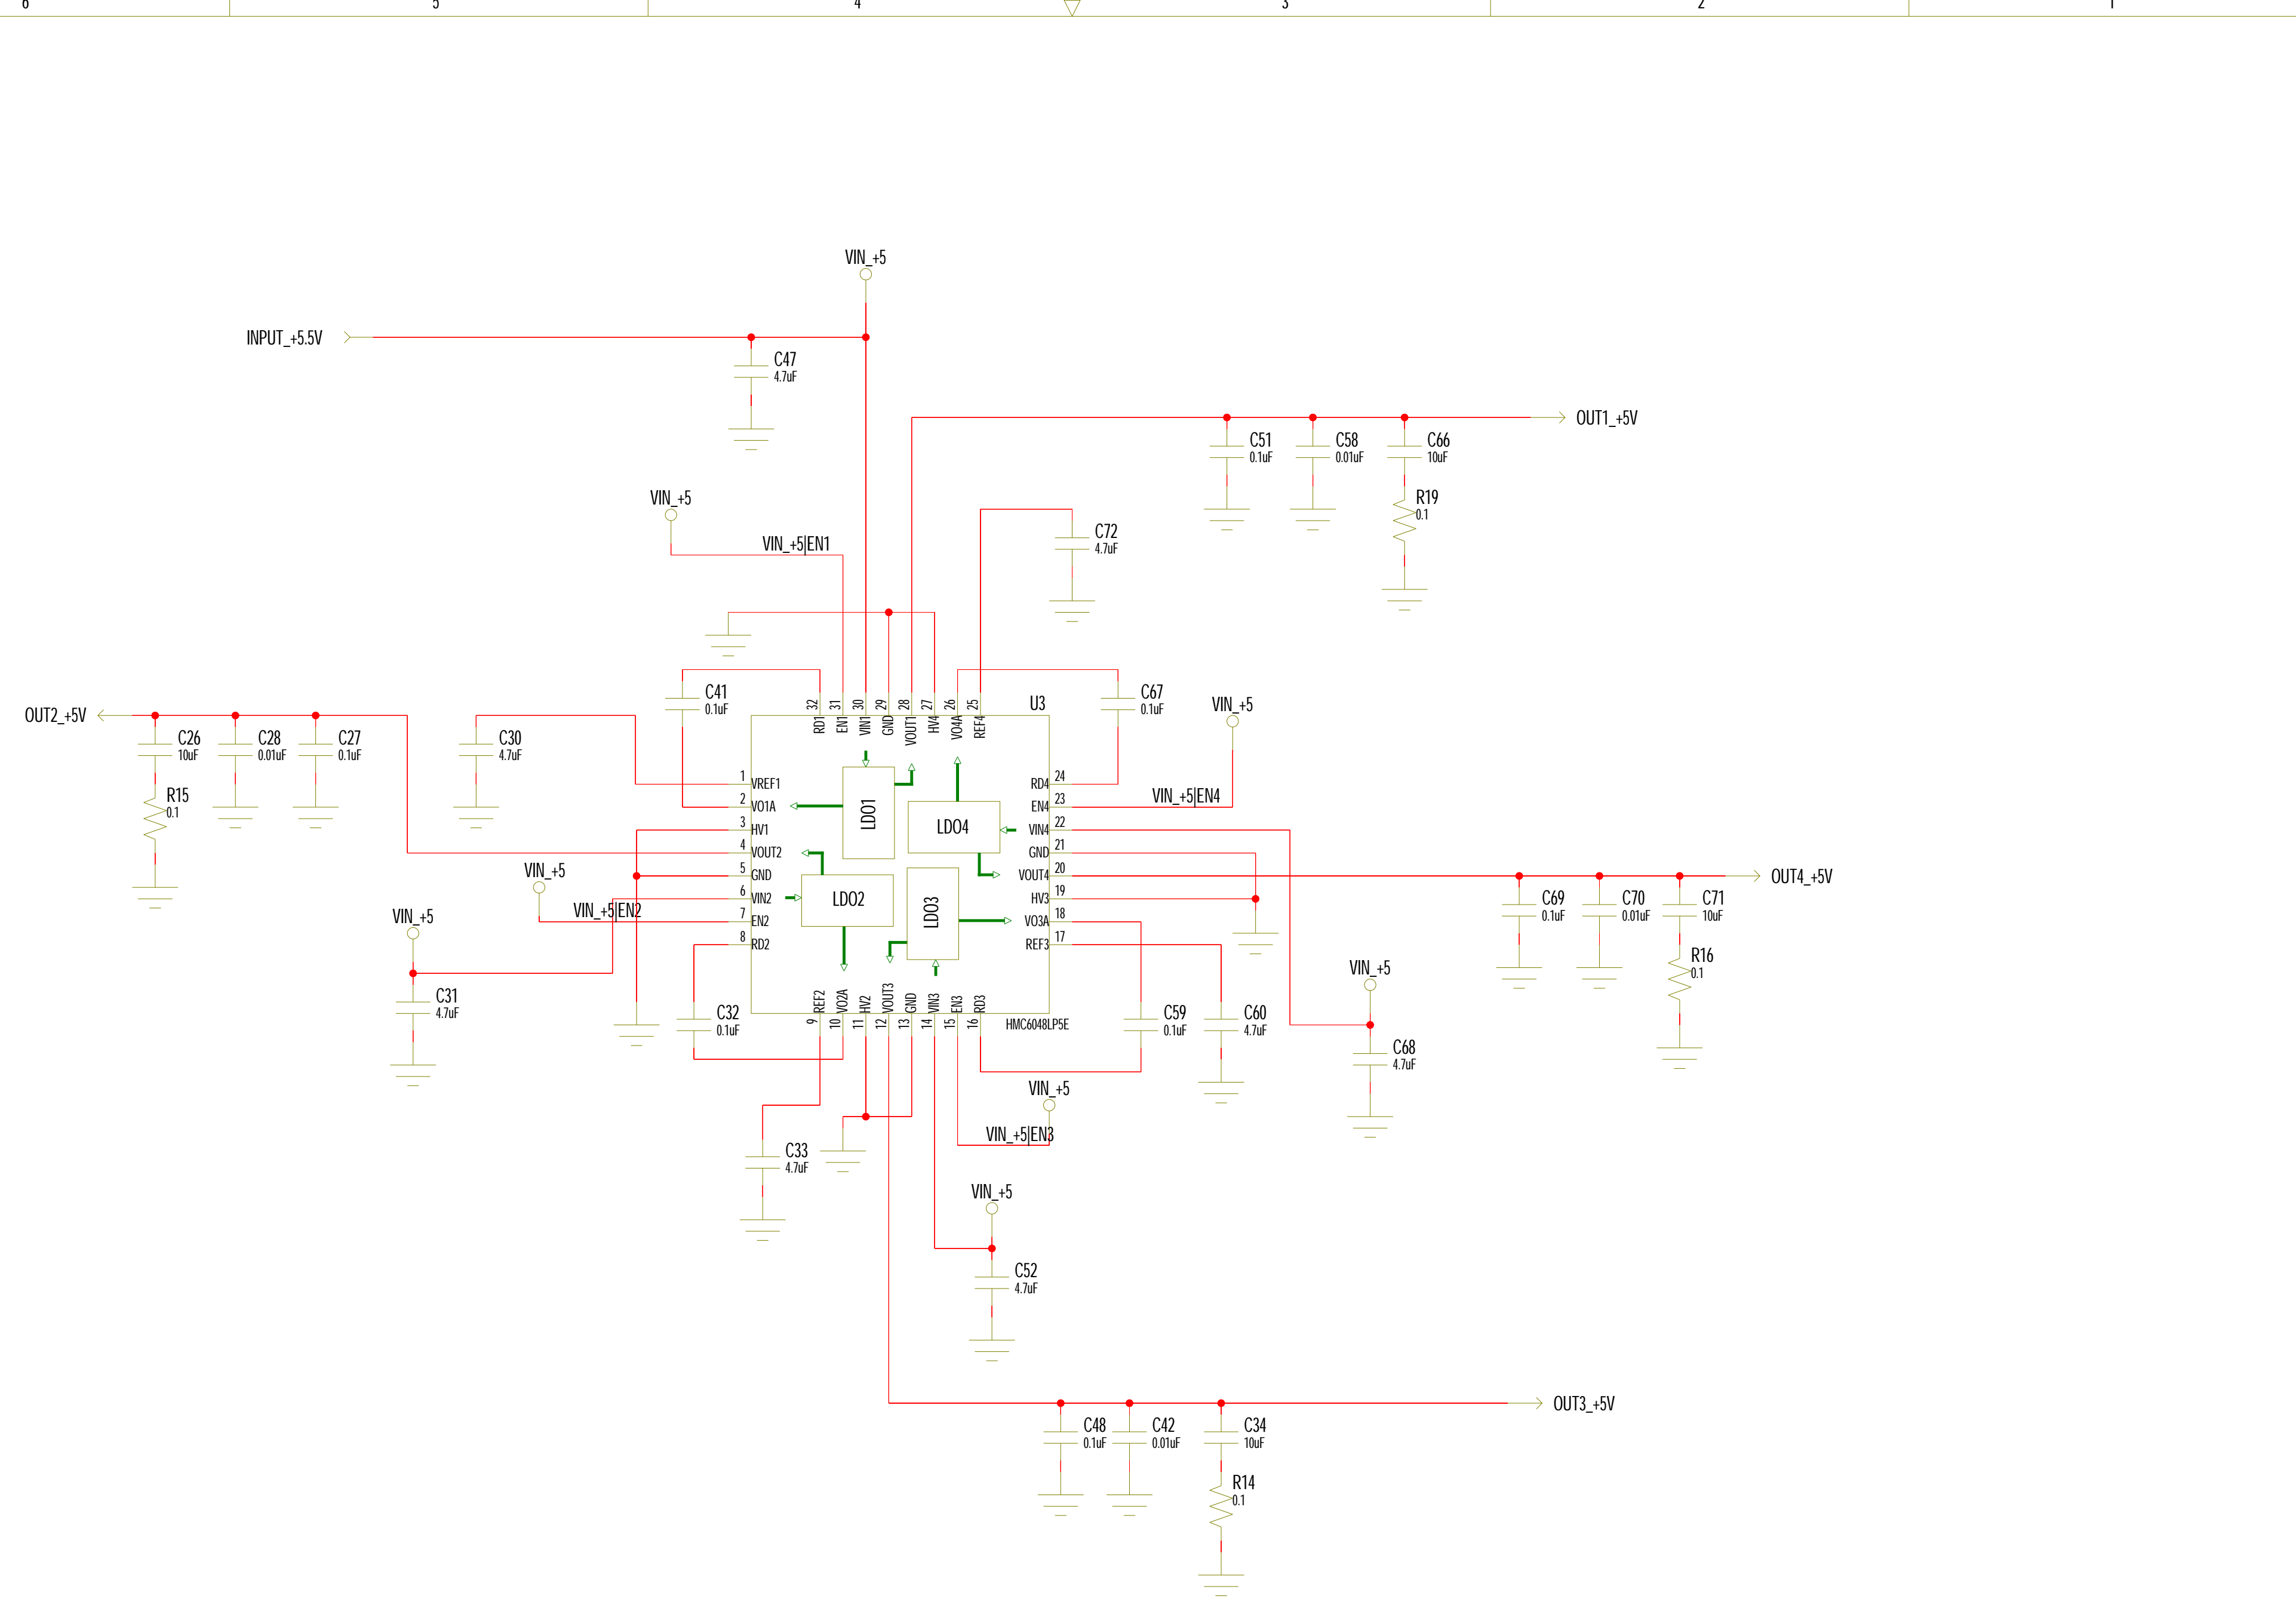 6 5 4 3 2 1
VIN_+5
INPUT_+5.5V
C47
4.7uF
OUT1_+5V
C51
0.1uF
C58
0.01uF
C66
10uF
R19
0.1
VIN_+5
VIN_+5|EN1
C72
4.7uF
C41
0.1uF
32 31 30 29 28 27 26 25
RD1 EN1 VIN1 GND VOUT1 HV4 VO4A REF4
U3
C67
0.1uF
VIN_+5
OUT2_+5V
C26
10uF
C28
0.01uF
C27
0.1uF
C30
4.7uF
R15
0.1
1 VREF1
2 VO1A
3 HV1
4 VOUT2
5 GND
6 VIN2
7 EN2
8 RD2
LDO1
LDO4
LDO2
LDO3
RD4 24
EN4 23
VIN4 22
GND 21
VOUT4 20
HV3 19
VO3A 18
REF3 17
VIN_+5|EN4
OUT4_+5V
C69
0.1uF
C70
0.01uF
C71
10uF
R16
0.1
VIN_+5
VIN_+5|EN2
VIN_+5
C31
4.7uF
C32
0.1uF
REF2 VO2A HV2 VOUT3 GND VIN3 EN3 RD3
9 10 11 12 13 14 15 16
HMC6048LP5E
C59
0.1uF
C60
4.7uF
VIN_+5
C68
4.7uF
VIN_+5
VIN_+5|EN3
C33
4.7uF
VIN_+5
C52
4.7uF
OUT3_+5V
C48
0.1uF
C42
0.01uF
C34
10uF
R14
0.1